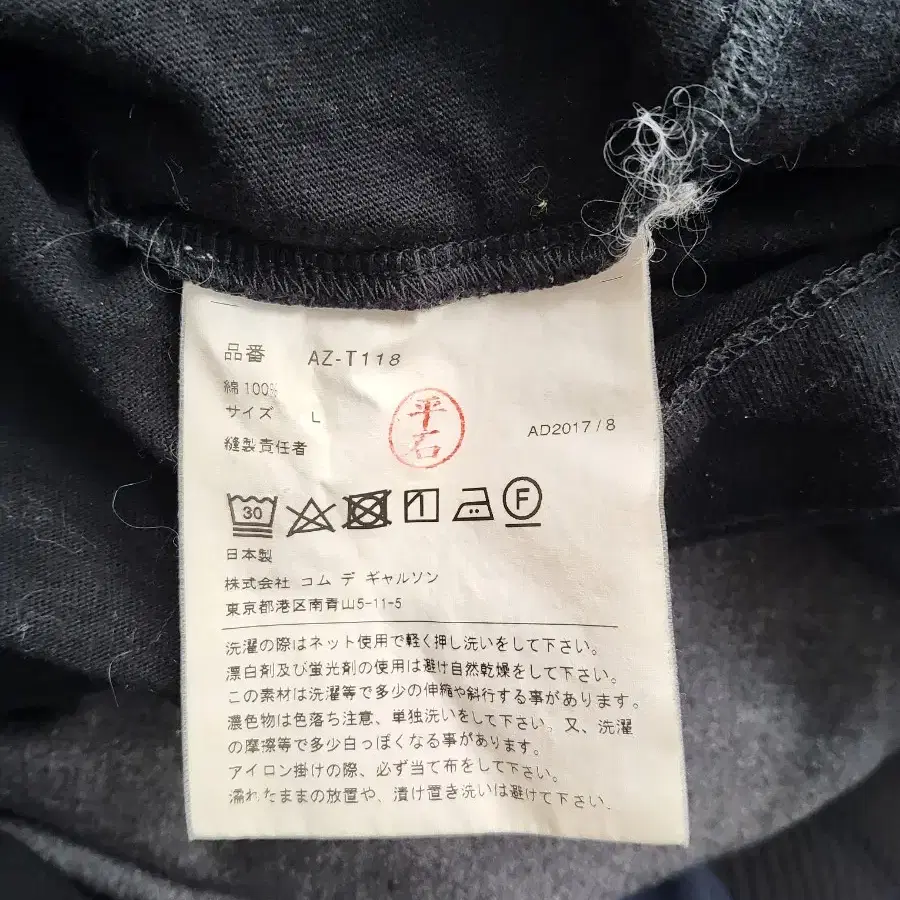 品番 AZ-T118
綿100%
サイズ L
平石
AD2017/8
縫製責任者
30
F
日本製
株式会社 コム デ ギャルソン
東京都港区南青山5-11-5
洗濯の際はネット使用で軽く押し洗いをして下さい。
漂白剤及び蛍光剤の使用は避け自然乾燥をして下さい。
この素材は洗濯等で多少の伸縮や斜行する事があります。
濃色物は色落ち注意、単独洗いをして下さい。又、洗濯
の摩擦等で多少白っぽくなる事があります。
アイロン掛けの際、必ず当て布をして下さい。
濡れたままの放置や、漬け置き洗いは避けて下さい。